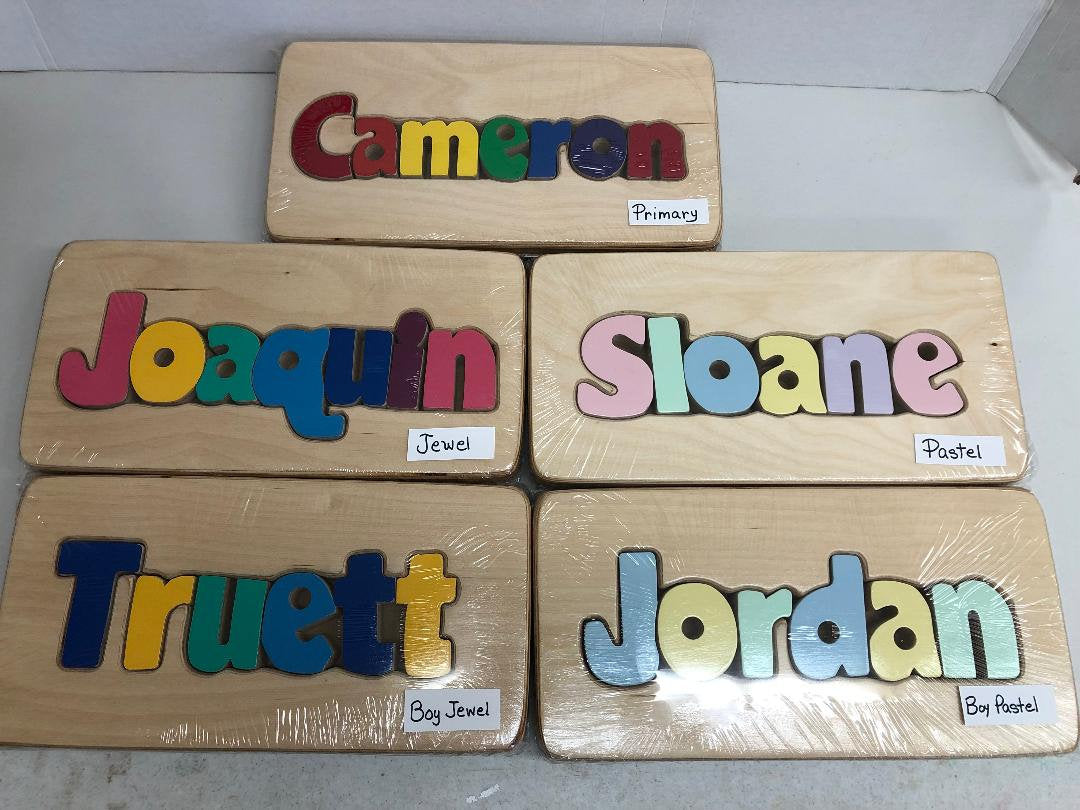 Cameron
Primary
Joaquin
Jewel
Sloane
Pastel
Truett
Boy Jewel
Jordan
Boy Pastel